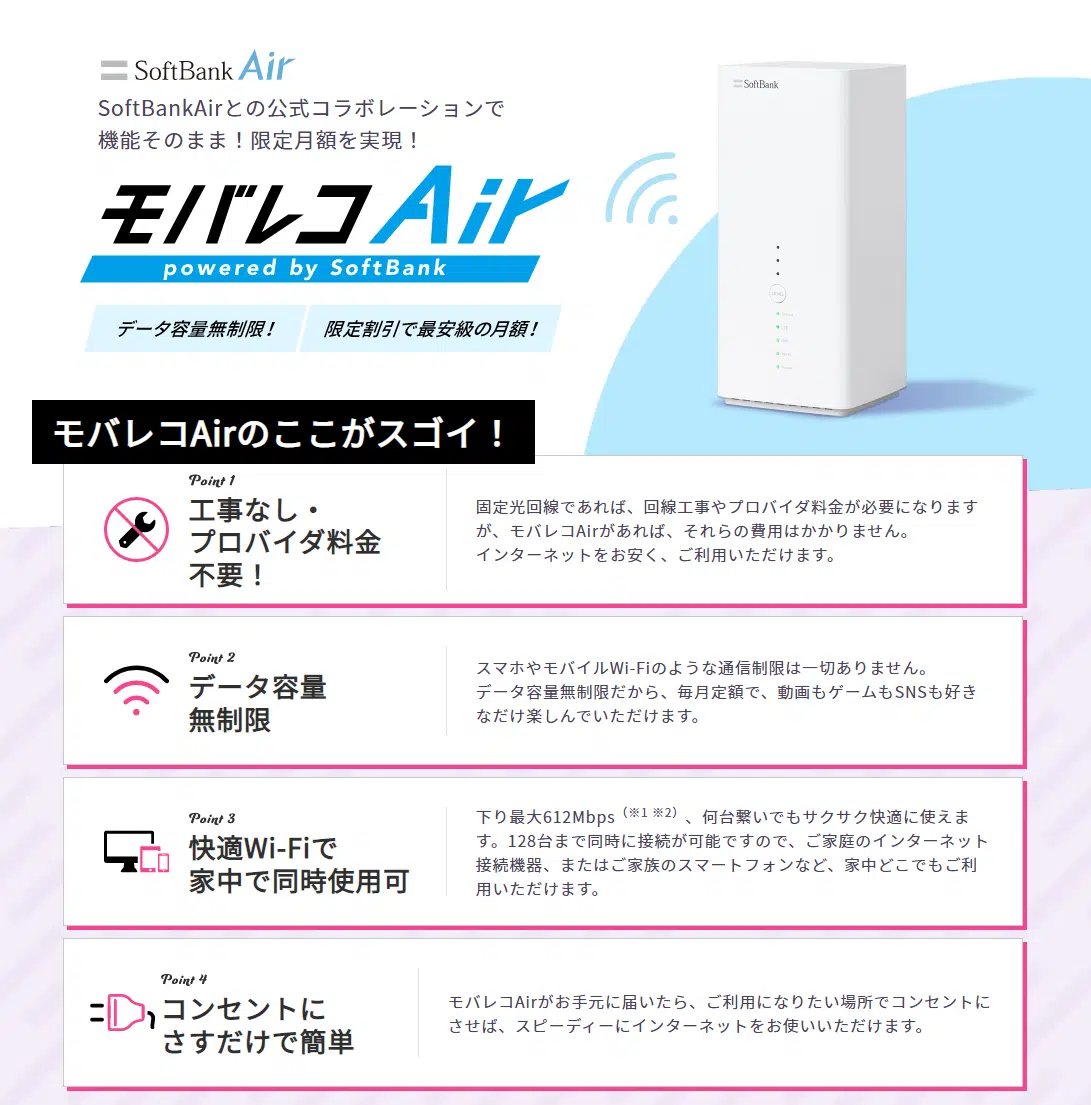 SoftBank Air
SoftBankAirとの公式コラボレーションで
機能そのまま！限定月額を実現！
モバレコAir
powered by SoftBank
データ容量無制限！
限定割引で最安級の月額！
SoftBank
モバレコAirのここがスゴイ！
Point 1
工事なし・
プロバイダ料金
不要！
固定光回線であれば、回線工事やプロバイダ料金が必要になります
が、モバレコAirがあれば、それらの費用はかかりません。
インターネットをお安く、ご利用いただけます。
Point 2
データ容量
無制限
スマホやモバイルWi-Fiのような通信制限は一切ありません。
データ容量無制限だから、毎月定額で、動画もゲームもSNSも好き
なだけ楽しんでいただけます。
Point 3
快適Wi-Fiで
家中で同時使用可
下り最大612Mbps（※1 ※2）、何台繋いでもサクサク快適に使えま
す。128台まで同時に接続が可能ですので、ご家庭のインターネット
接続機器、またはご家族のスマートフォンなど、家中どこでもご利
用いただけます。
Point 4
コンセントに
さすだけで簡単
モバレコAirがお手元に届いたら、ご利用になりたい場所でコンセントに
させば、スピーディーにインターネットをお使いいただけます。